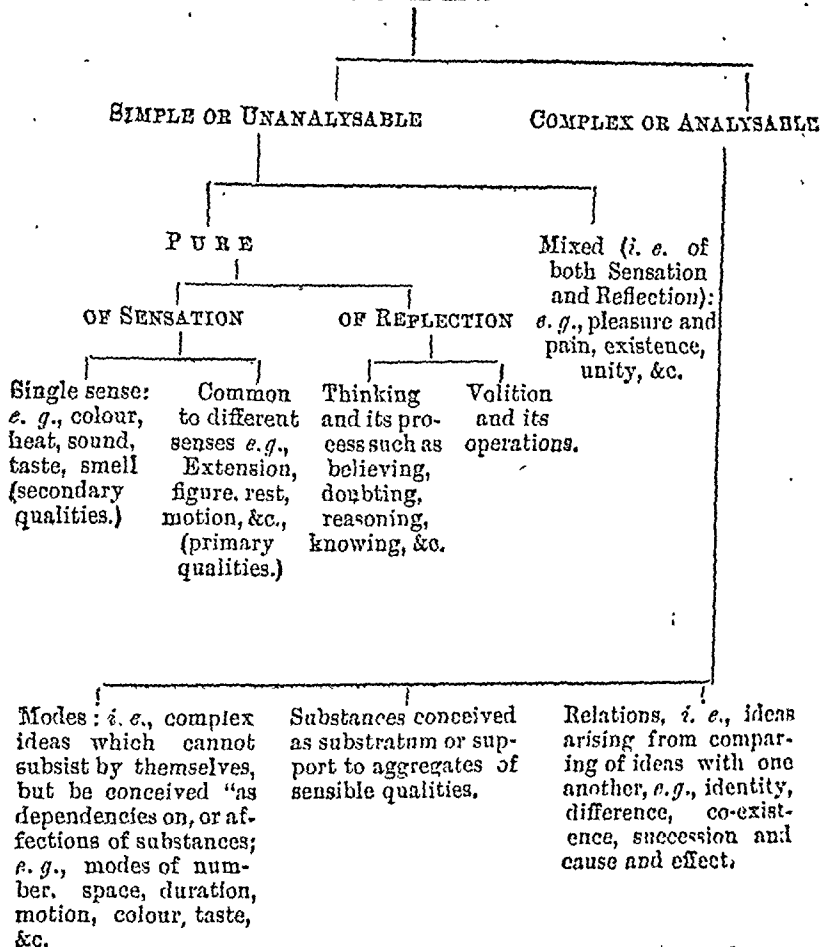 SIMPLE OR UNANALYSABLE
COMPLEX OR ANALYSABLE
PURE
Mixed (i. e. of
both Sensation
and Reflection):
e. g., pleasure and
pain, existence,
unity, &c.
OF SENSATION
OF REFLECTION
Single sense:
e. g., colour,
heat, sound,
taste, smell
(secondary
qualities.)
Common
to different
senses e.g.,
Extension,
figure. rest,
motion, &c.,
(primary
qualities.)
Thinking
and its pro-
cess such as
believing,
doubting,
reasoning,
knowing, &c.
Volition
and its
operations.
Modes: i. e., complex
ideas which cannot
subsist by themselves,
but be conceived "as
dependencies on, or af-
fections of substances;
e. g., modes of num-
ber. space, duration,
motion, colour, taste,
&c.
Substances conceived
as substratum or sup-
port to aggregates of
sensible qualities.
Relations, i. e., ideas
arising from compar-
ing of ideas with one
another, e.g., identity,
difference, co-exist-
ence, succession and
cause and effect.